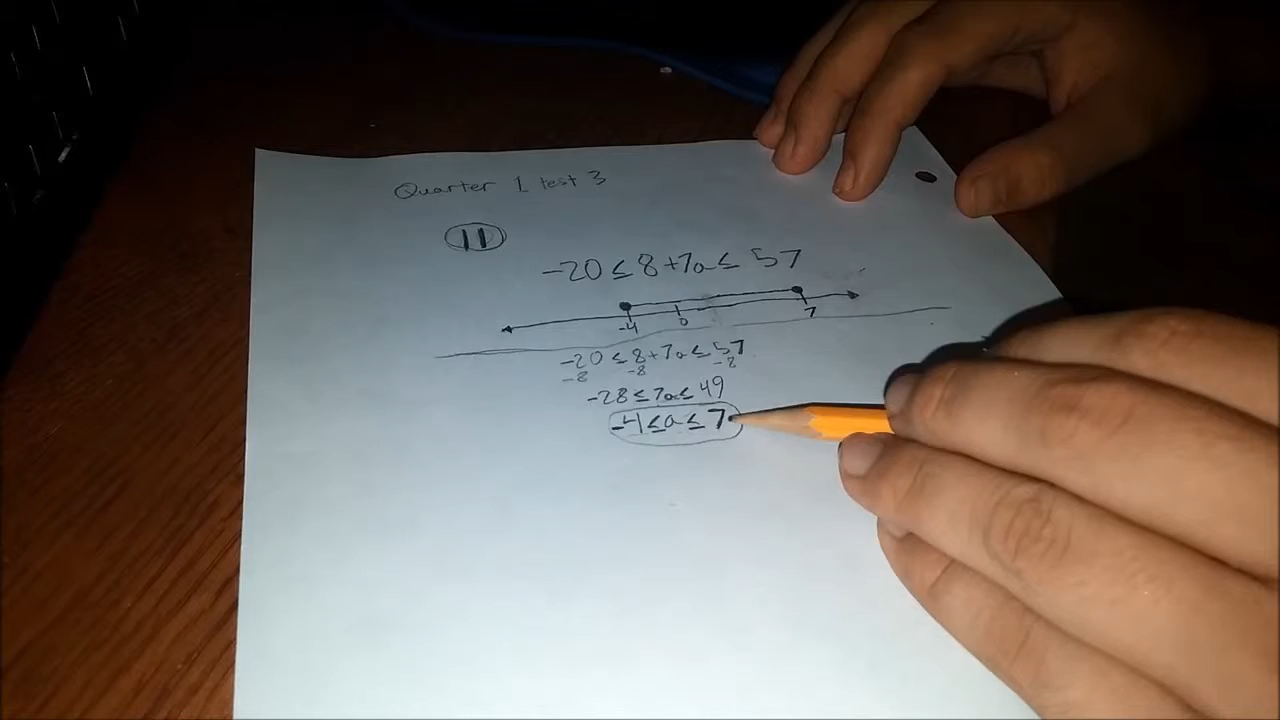 Quarter 1 test 3
11
-20 ≤ 8 + 7a ≤ 57
-4 0 7
-20 ≤ 8 + 7a ≤ 57
-8 -8 -8
-28 ≤ 7a ≤ 49
-4 ≤ a ≤ 7